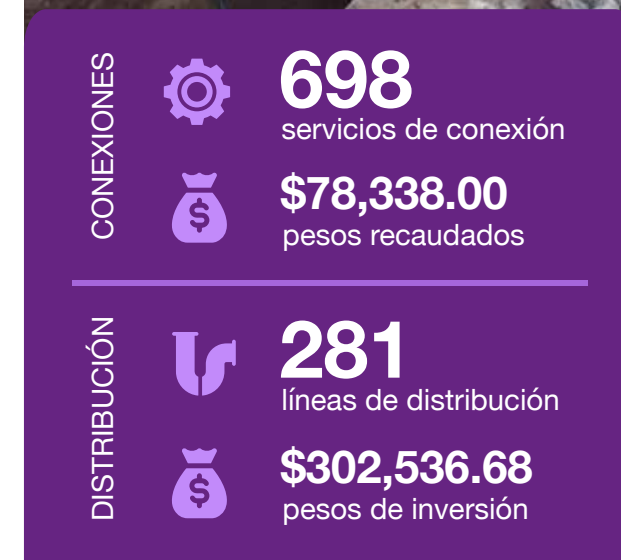 CONEXIONES
698
servicios de conexión
$78,338.00
pesos recaudados
DISTRIBUCIÓN
281
líneas de distribución
$302,536.68
pesos de inversión